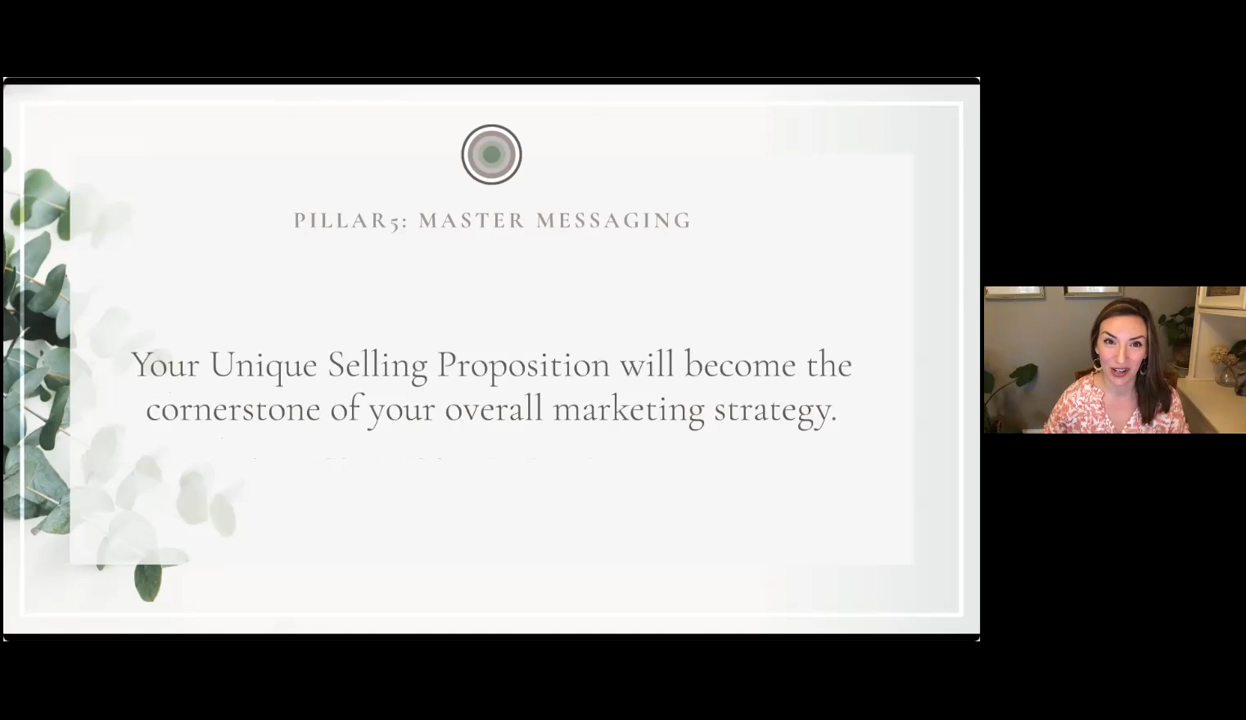 PILLAR5: MASTER MESSAGING
Your Unique Selling Proposition will become the
cornerstone of your overall marketing strategy.